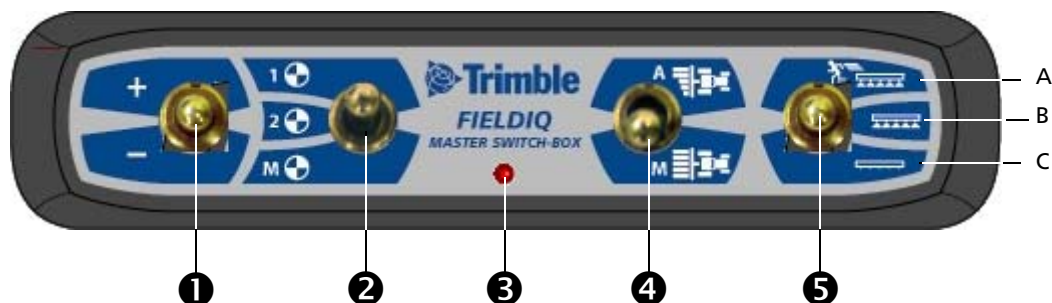 +
−
1
2
M
Trimble
FIELDIQ
MASTER SWITCH-BOX
A
M
A
B
C
1
2
3
4
5